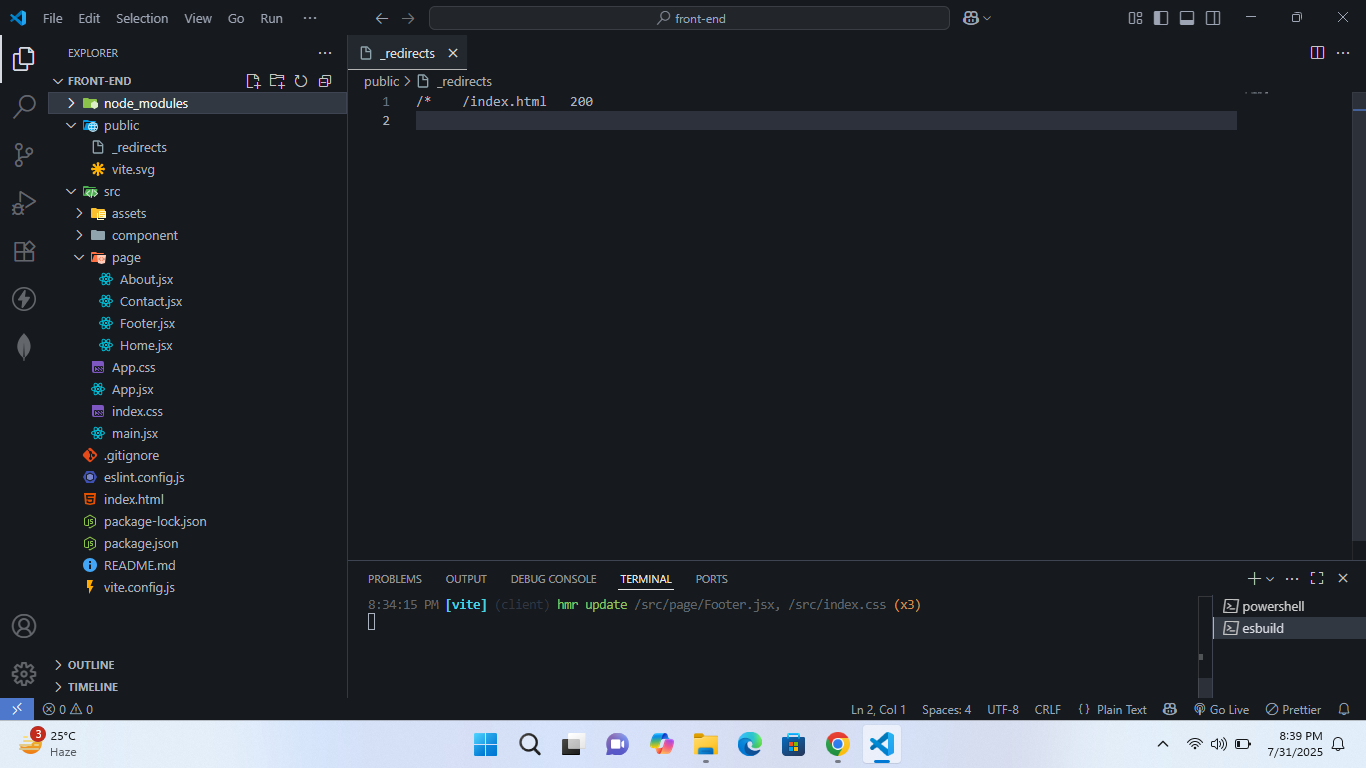 File Edit Selection View Go Run ···
front-end
EXPLORER
FRONT-END
node_modules
public
_redirects
vite.svg
src
assets
component
page
About.jsx
Contact.jsx
Footer.jsx
Home.jsx
App.css
App.jsx
index.css
main.jsx
.gitignore
eslint.config.js
index.html
package-lock.json
package.json
README.md
vite.config.js
OUTLINE
TIMELINE
_redirects
public > _redirects
1 /*    /index.html   200
2
PROBLEMS OUTPUT DEBUG CONSOLE TERMINAL PORTS
8:34:15 PM [vite] (client) hmr update /src/page/Footer.jsx, /src/index.css (x3)
powershell
esbuild
0 0 Ln 2, Col 1 Spaces: 4 UTF-8 CRLF {} Plain Text Go Live Prettier
3
25°C
Haze
8:39 PM
7/31/2025